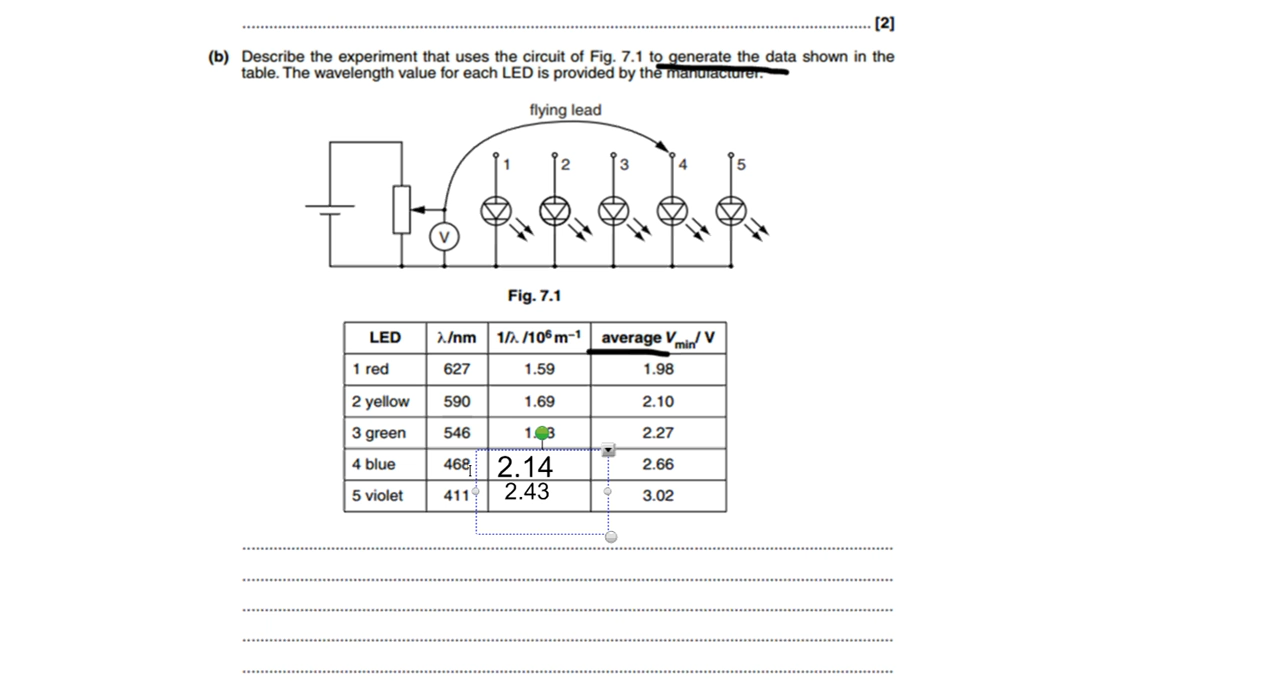 [2]
(b) Describe the experiment that uses the circuit of Fig. 7.1 to generate the data shown in the
table. The wavelength value for each LED is provided by the manufacturer.
flying lead
1 2 3 4 5
V
Fig. 7.1
LED λ/nm 1/λ /10⁶ m⁻¹ average Vmin/ V
1 red 627 1.59 1.98
2 yellow 590 1.69 2.10
3 green 546 2.27
4 blue 468 2.14 2.66
5 violet 411 2.43 3.02